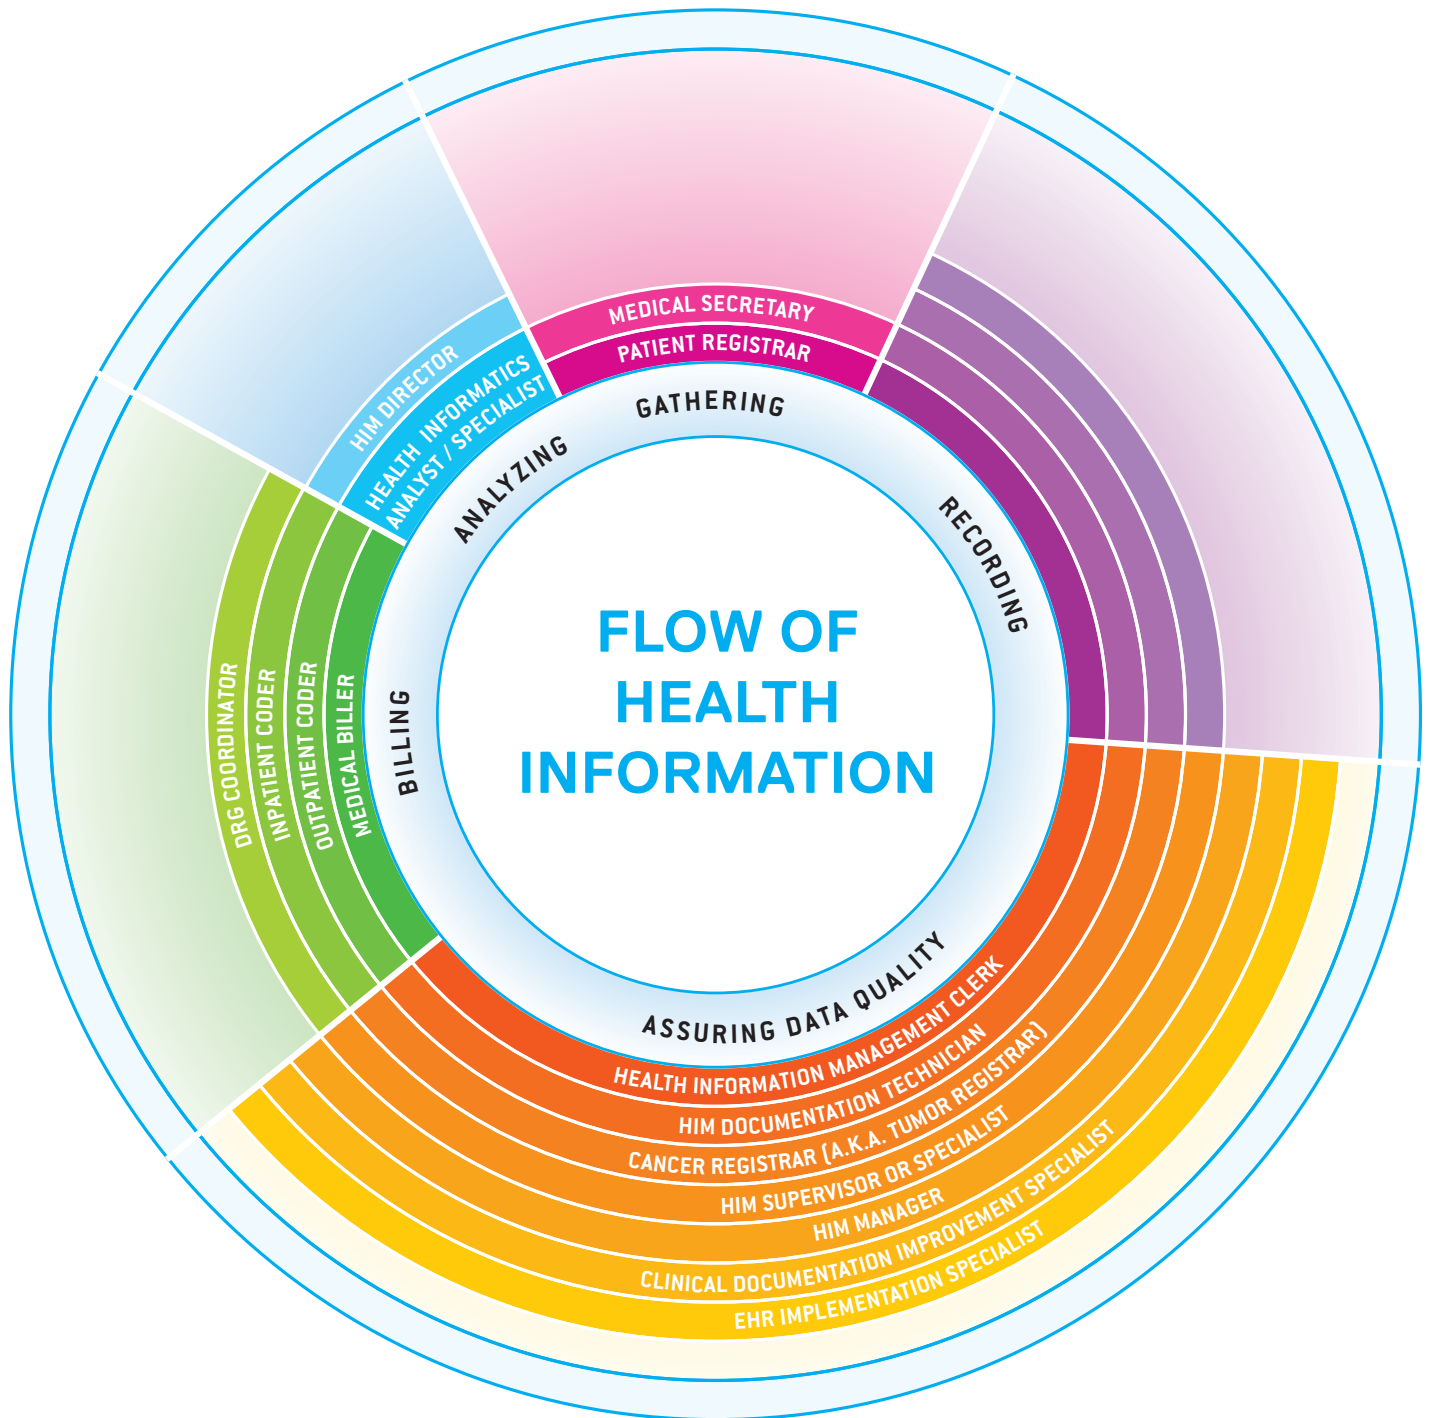 FLOW OF
HEALTH
INFORMATION
GATHERING
PATIENT REGISTRAR
MEDICAL SECRETARY
RECORDING
ASSURING DATA QUALITY
HEALTH INFORMATION MANAGEMENT CLERK
HIM DOCUMENTATION TECHNICIAN
CANCER REGISTRAR (A.K.A. TUMOR REGISTRAR)
HIM SUPERVISOR OR SPECIALIST
HIM MANAGER
CLINICAL DOCUMENTATION IMPROVEMENT SPECIALIST
EHR IMPLEMENTATION SPECIALIST
BILLING
MEDICAL BILLER
OUTPATIENT CODER
INPATIENT CODER
DRG COORDINATOR
ANALYZING
HEALTH INFORMATICS
ANALYST / SPECIALIST
HIM DIRECTOR